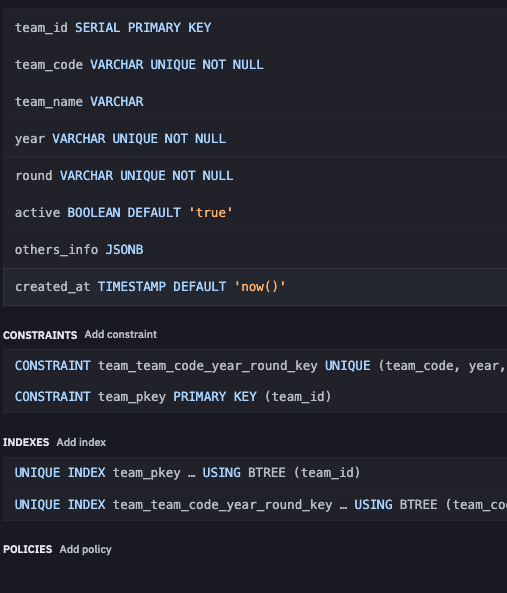 team_id SERIAL PRIMARY KEY
team_code VARCHAR UNIQUE NOT NULL
team_name VARCHAR
year VARCHAR UNIQUE NOT NULL
round VARCHAR UNIQUE NOT NULL
active BOOLEAN DEFAULT 'true'
others_info JSONB
created_at TIMESTAMP DEFAULT 'now()'
CONSTRAINTS Add constraint
CONSTRAINT team_team_code_year_round_key UNIQUE (team_code, year,
CONSTRAINT team_pkey PRIMARY KEY (team_id)
INDEXES Add index
UNIQUE INDEX team_pkey … USING BTREE (team_id)
UNIQUE INDEX team_team_code_year_round_key … USING BTREE (team_co
POLICIES Add policy